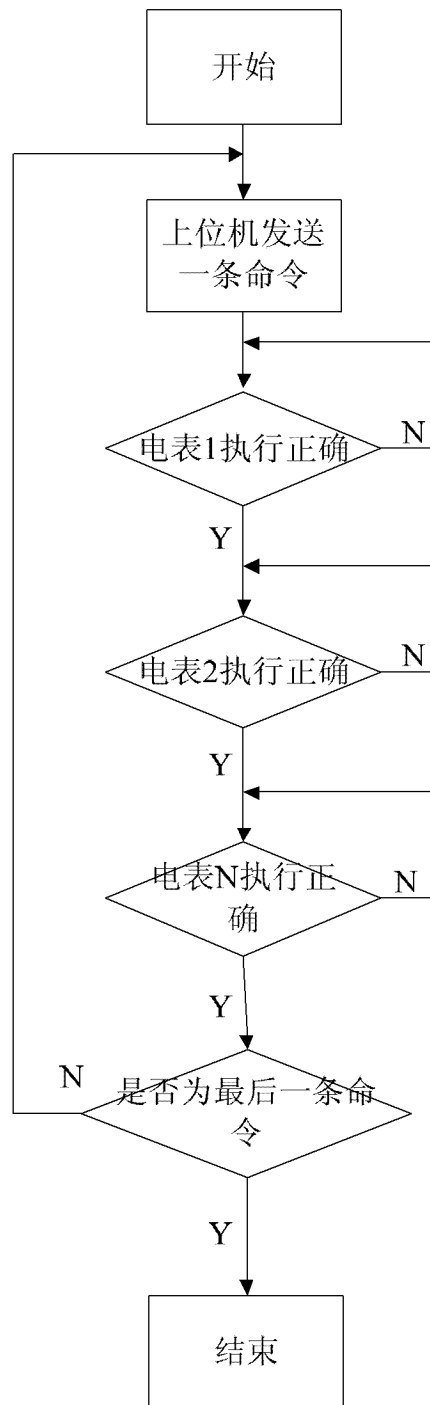 开始
上位机发送
一条命令
电表1执行正确
N
Y
电表2执行正确
N
Y
电表N执行正
确
N
Y
是否为最后一条命
令
N
Y
结束